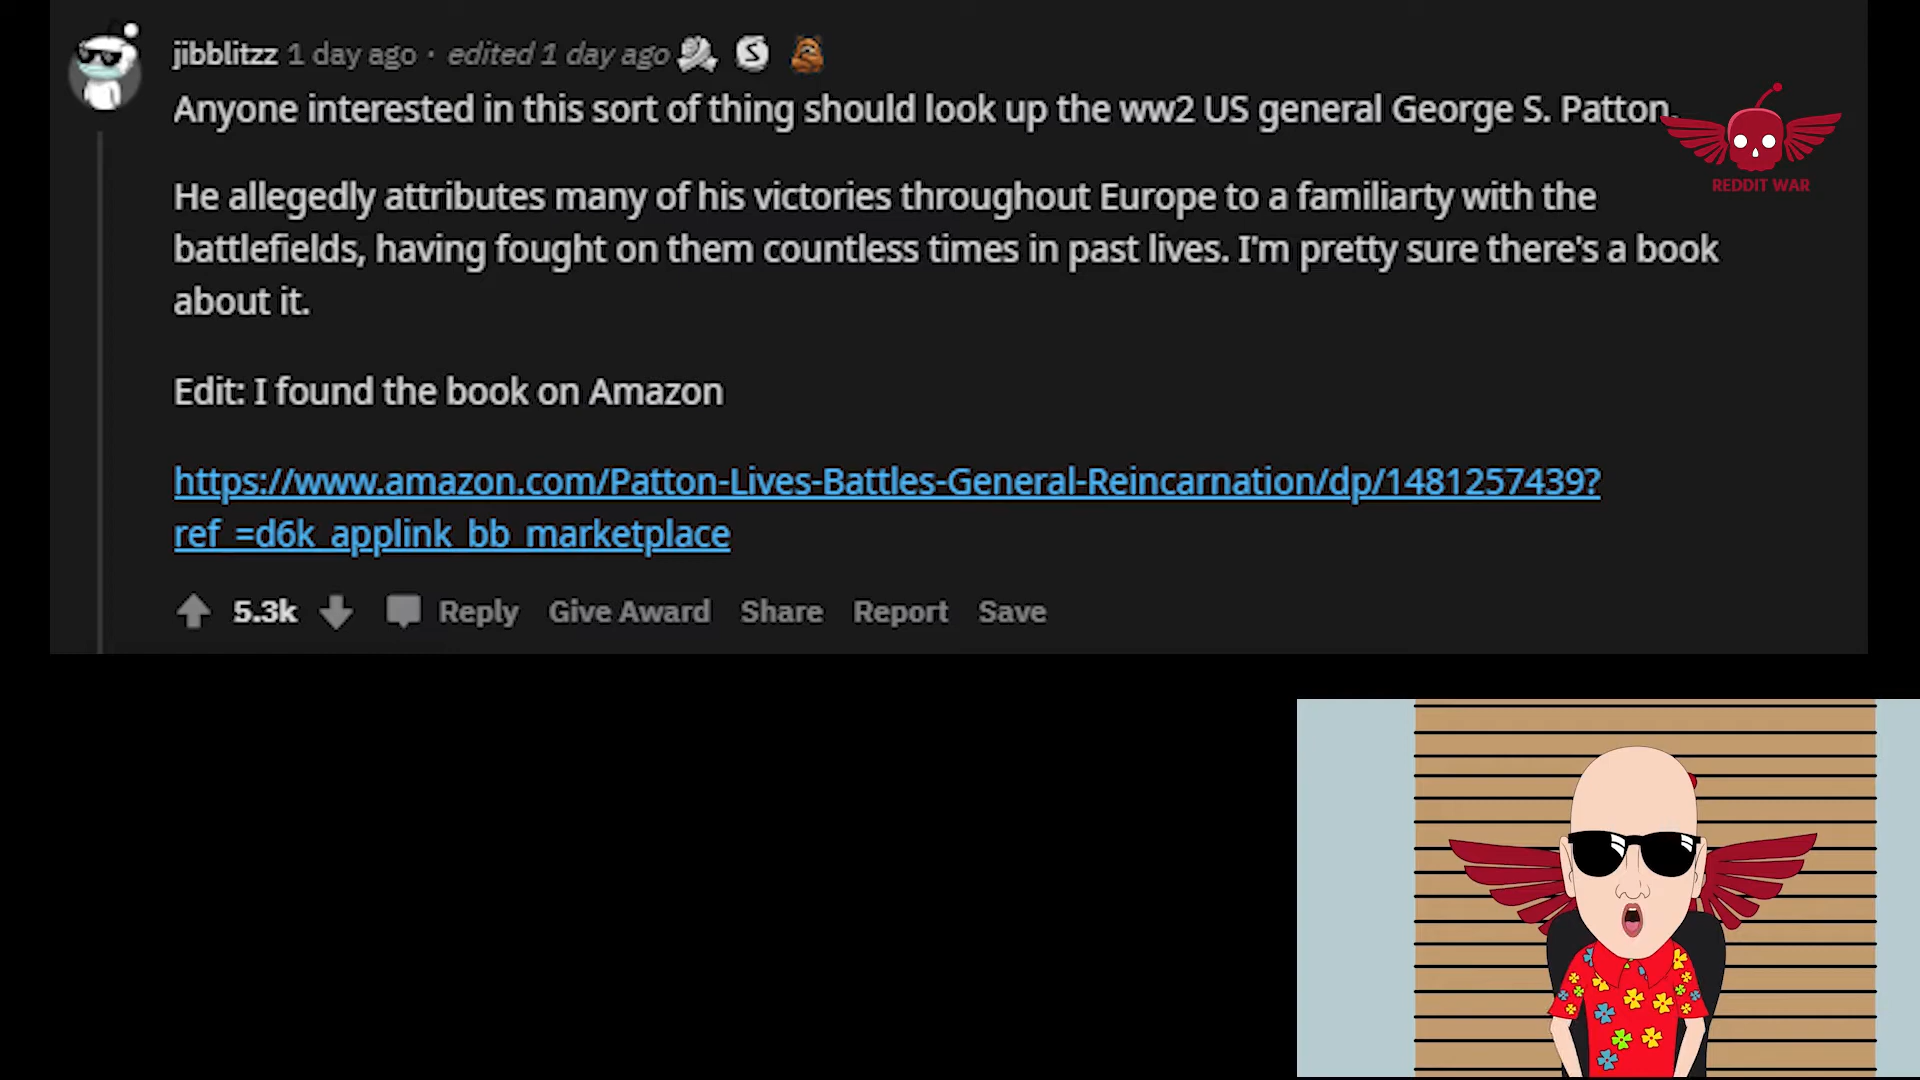 jibblitzz 1 day ago · edited 1 day ago
Anyone interested in this sort of thing should look up the ww2 US general George S. Patton.
REDDIT WAR
He allegedly attributes many of his victories throughout Europe to a familiarty with the
battlefields, having fought on them countless times in past lives. I'm pretty sure there's a book
about it.
Edit: I found the book on Amazon
https://www.amazon.com/Patton-Lives-Battles-General-Reincarnation/dp/1481257439?
ref_=d6k_applink_bb_marketplace
5.3k Reply Give Award Share Report Save